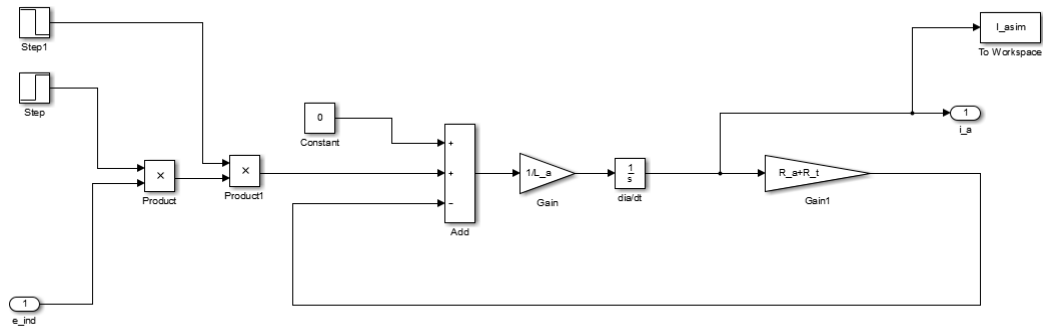 Step1
I_asim
To Workspace
Step
0
Constant
1
i_a
+
×
Product
×
Product1
+
−
Add
1/L_a
Gain
1
s
dia/dt
R_a+R_t
Gain1
1
e_ind